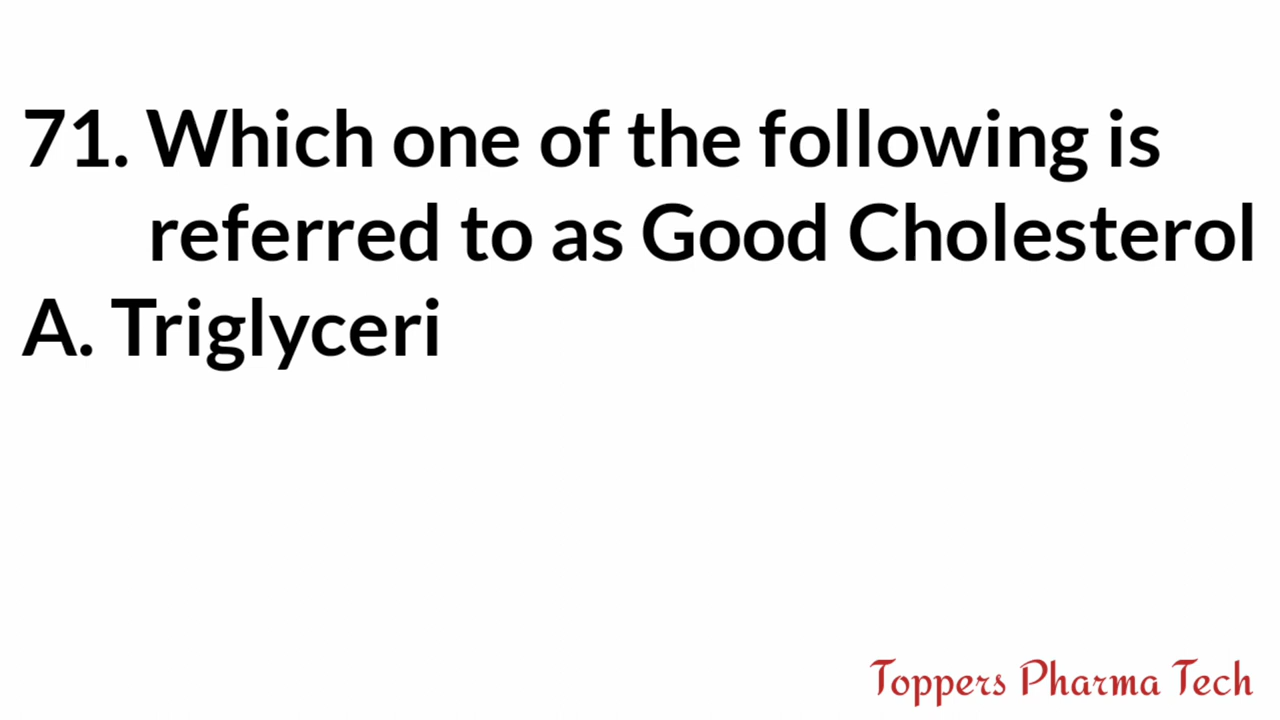 71. Which one of the following is
referred to as Good Cholesterol
A. Triglyceri
Toppers Pharma Tech